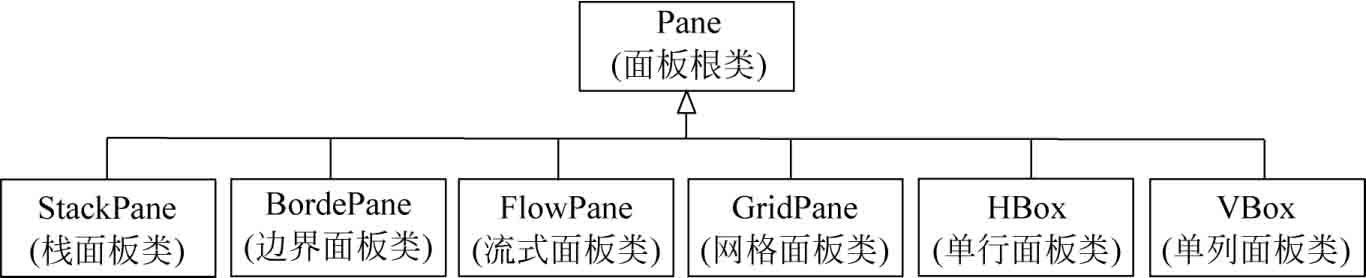 Pane
(面板根类)
StackPane
(栈面板类)
BordePane
(边界面板类)
FlowPane
(流式面板类)
GridPane
(网格面板类)
HBox
(单行面板类)
VBox
(单列面板类)